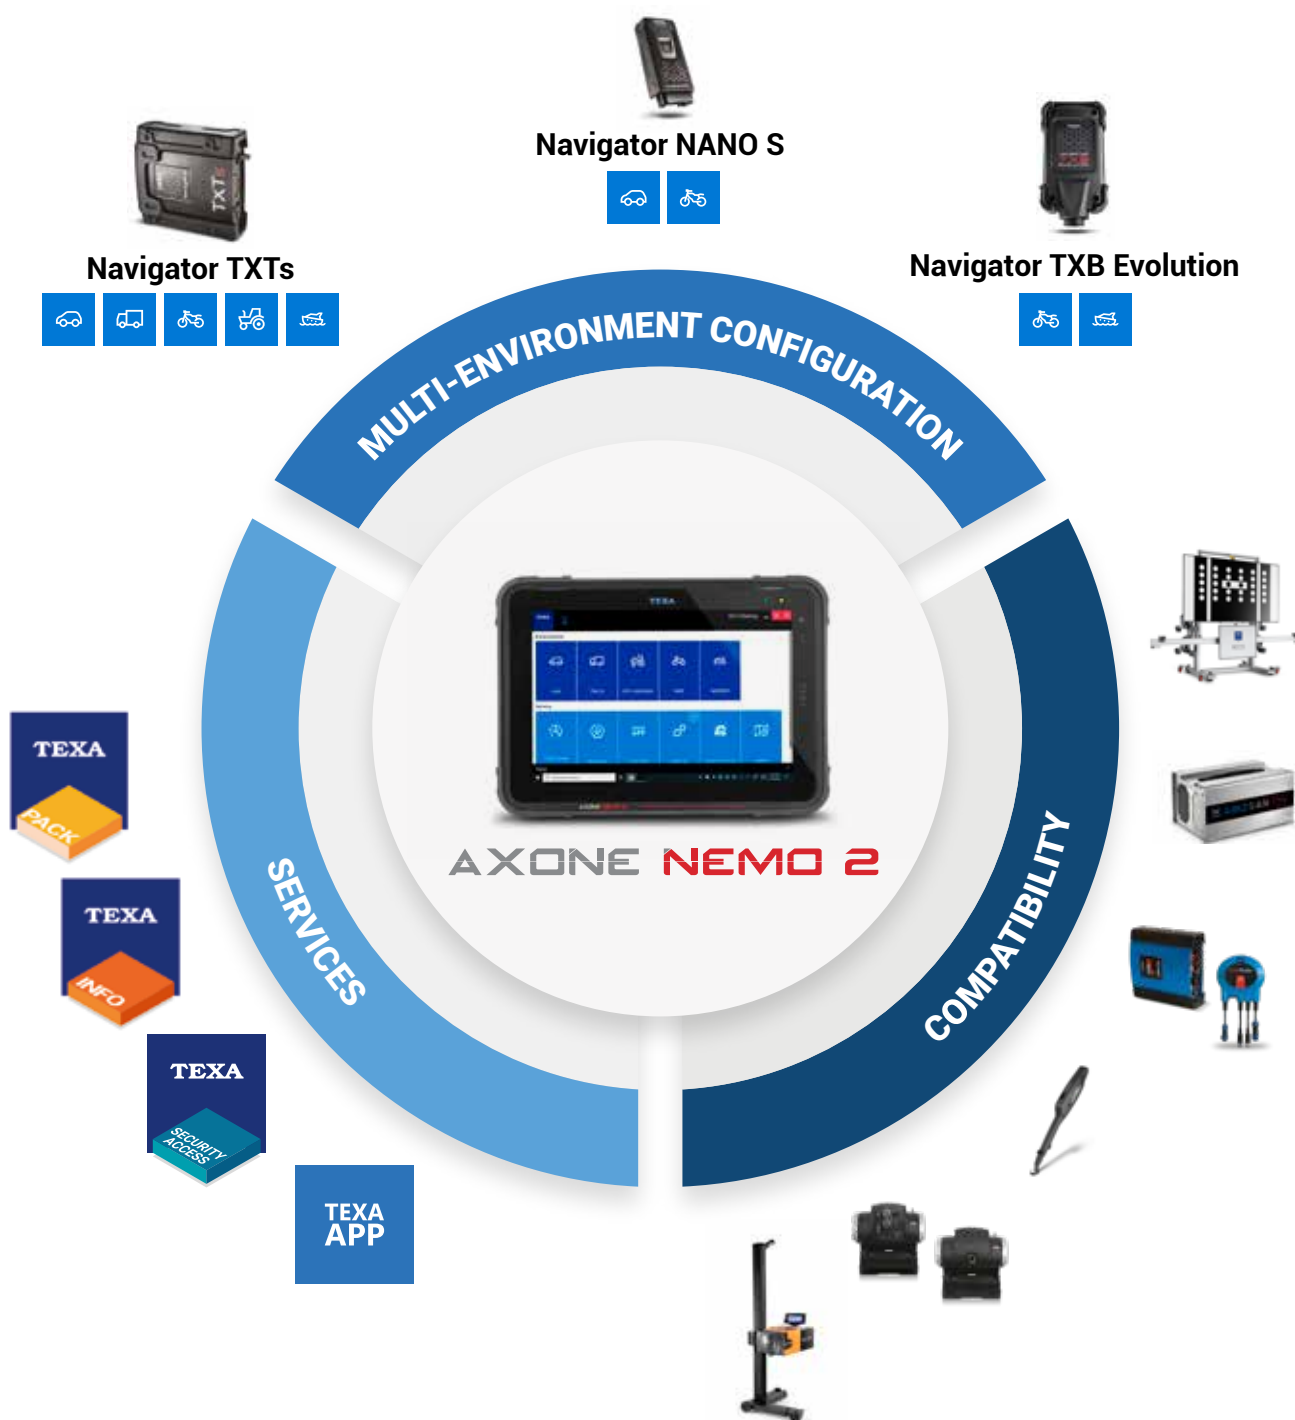 Navigator NANO S
TXTs
TXB
Navigator TXTs
Navigator TXB Evolution
MULTI-ENVIRONMENT CONFIGURATION
TEXA
AXONE NEMO 2
SERVICES
COMPATIBILITY
TEXA
PACK
TEXA
INFO
TEXA
SECURITY
ACCESS
TEXA
APP